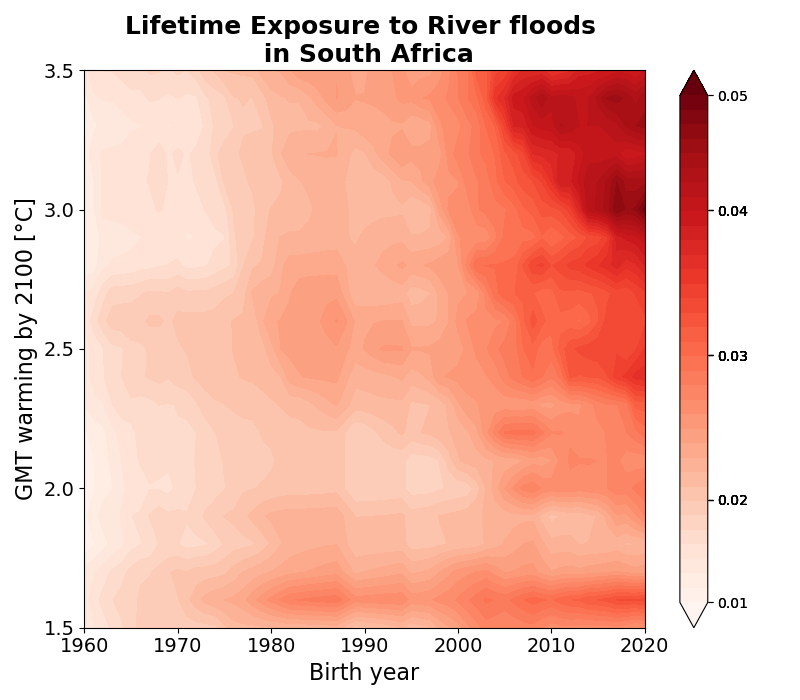 Lifetime Exposure to River floods
in South Africa
3.5
3.0
2.5
2.0
1.5
GMT warming by 2100 [°C]
1960 1970 1980 1990 2000 2010 2020
Birth year
0.05
0.04
0.03
0.02
0.01